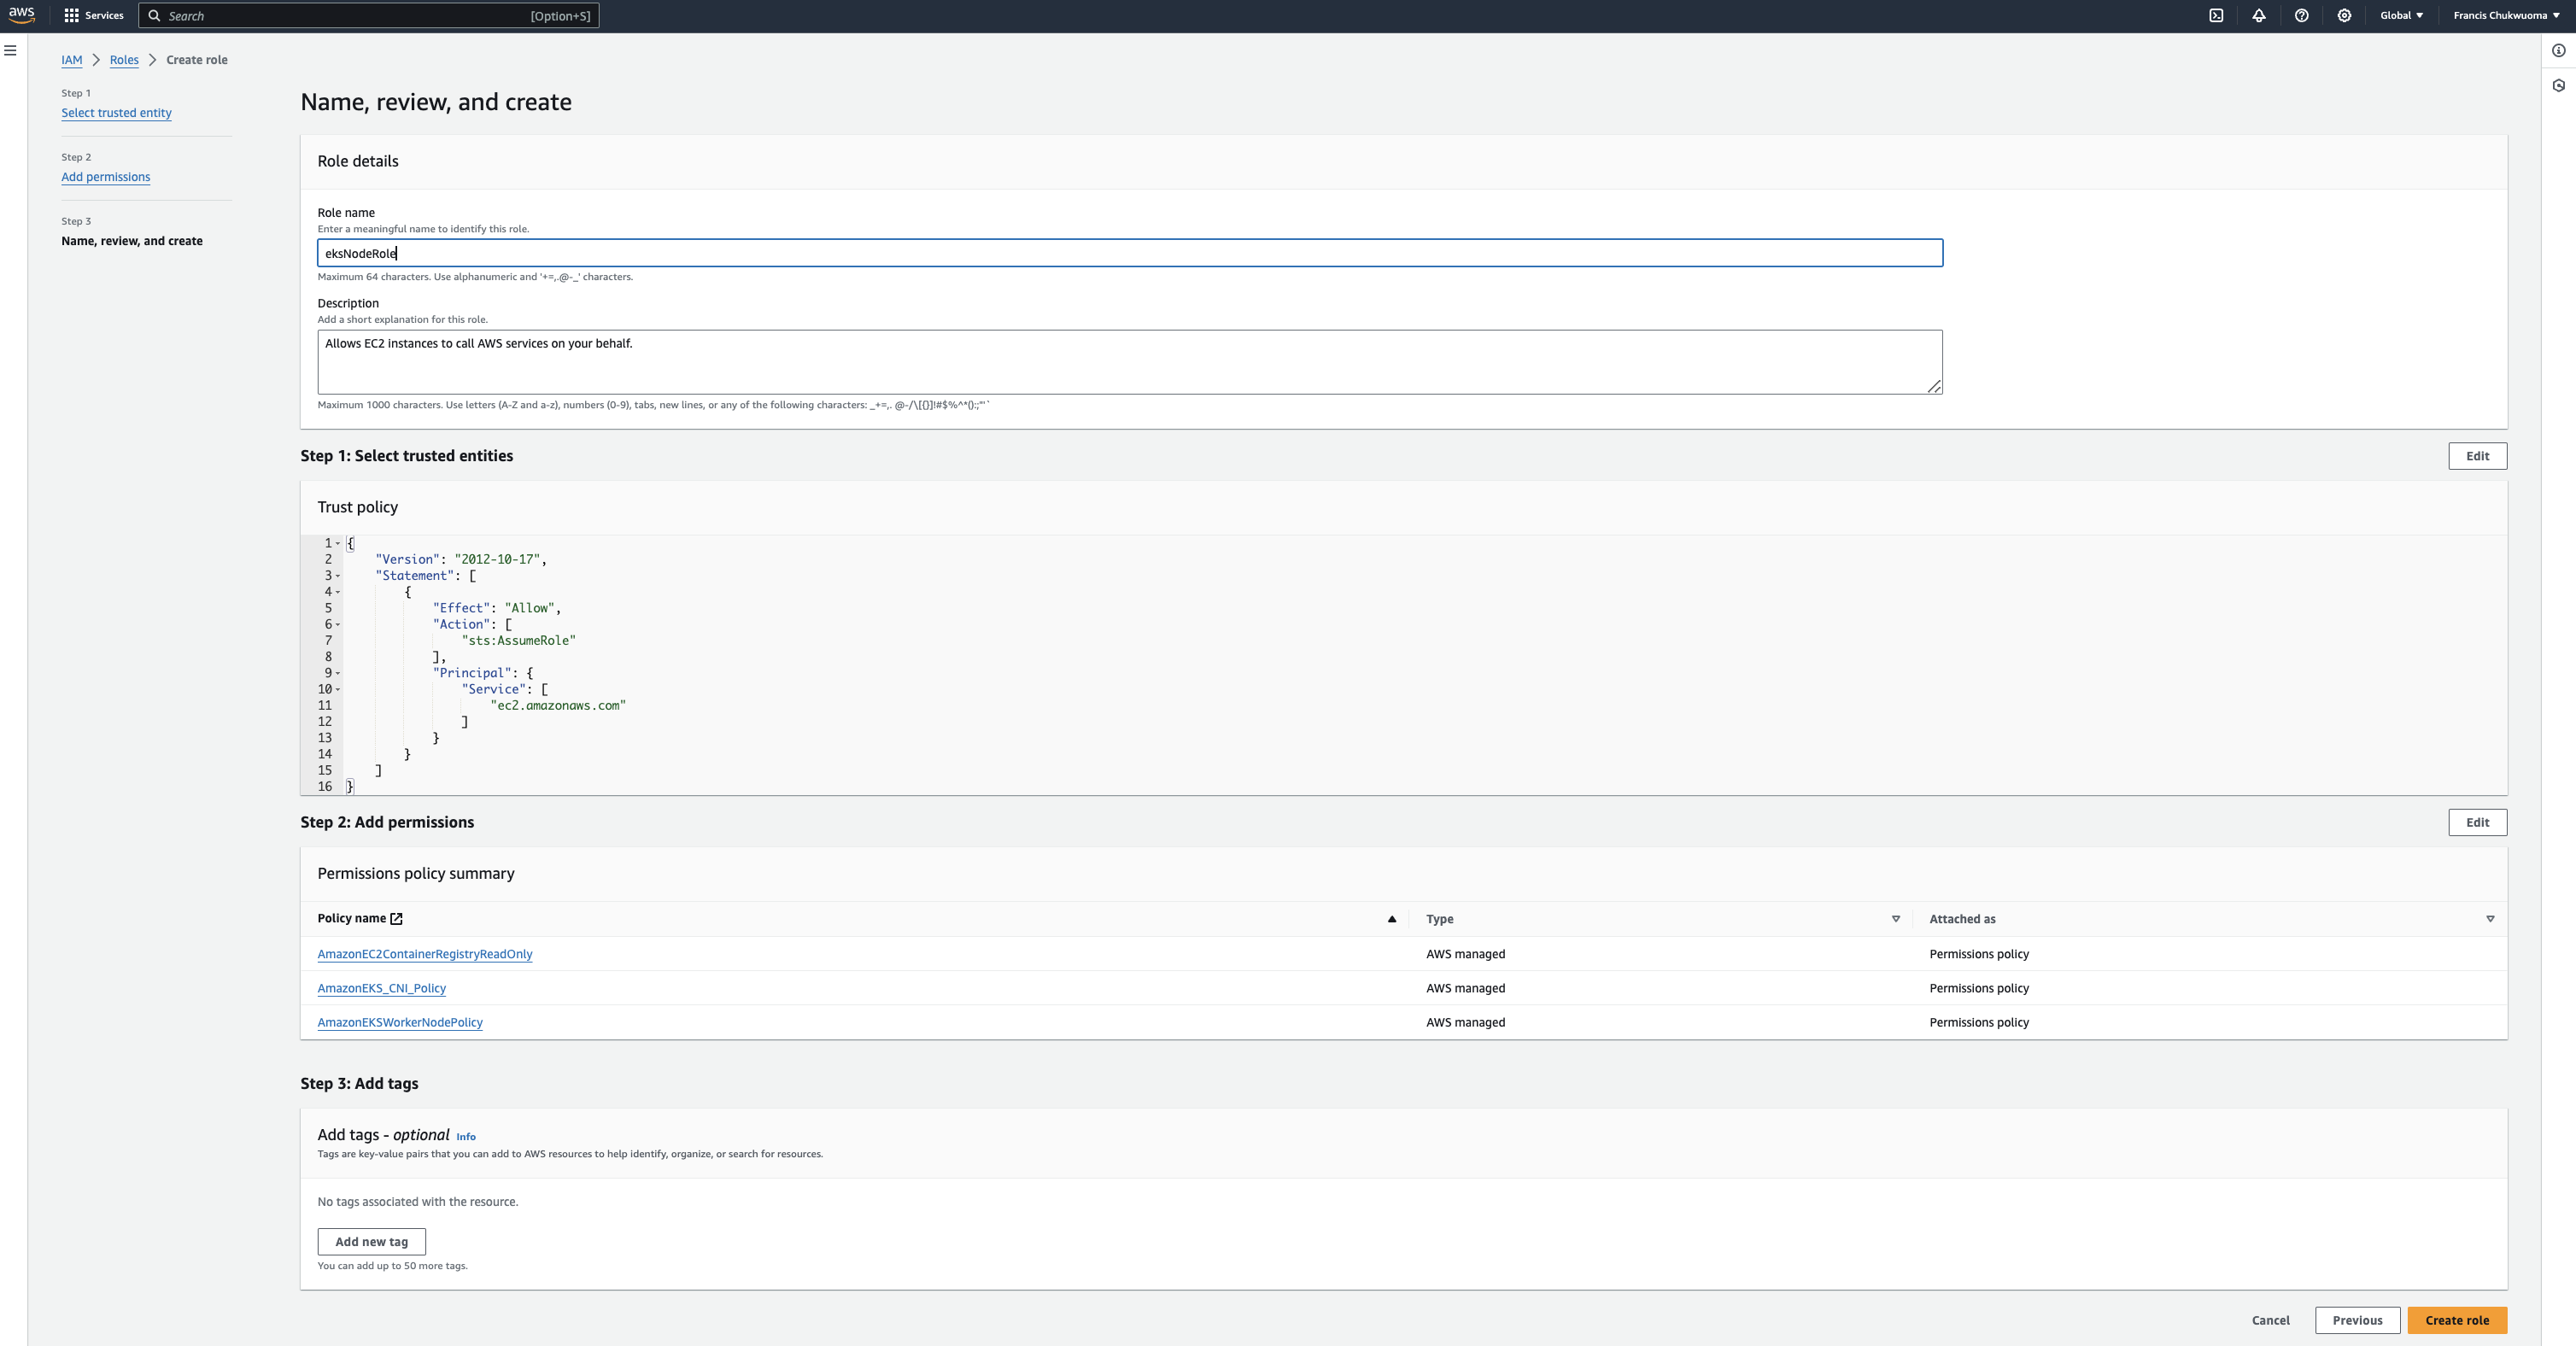 aws Services Search [Option+S] Global Francis Chukwuoma
IAM Roles Create role
Step 1
Select trusted entity
Step 2
Add permissions
Step 3
Name, review, and create
Name, review, and create
Role details
Role name
Enter a meaningful name to identify this role.
eksNodeRole
Maximum 64 characters. Use alphanumeric and '+=,.@-_' characters.
Description
Add a short explanation for this role.
Allows EC2 instances to call AWS services on your behalf.
Maximum 1000 characters. Use letters (A-Z and a-z), numbers (0-9), tabs, new lines, or any of the following characters: _+=,. @-/\[{}]!#$%^*();:"'`
Step 1: Select trusted entities Edit
Trust policy
1 {
2 "Version": "2012-10-17",
3 "Statement": [
4 {
5 "Effect": "Allow",
6 "Action": [
7 "sts:AssumeRole"
8 ],
9 "Principal": {
10 "Service": [
11 "ec2.amazonaws.com"
12 ]
13 }
14 }
15 ]
16 }
Step 2: Add permissions Edit
Permissions policy summary
Policy name Type Attached as
AmazonEC2ContainerRegistryReadOnly AWS managed Permissions policy
AmazonEKS_CNI_Policy AWS managed Permissions policy
AmazonEKSWorkerNodePolicy AWS managed Permissions policy
Step 3: Add tags
Add tags - optional Info
Tags are key-value pairs that you can add to AWS resources to help identify, organize, or search for resources.
No tags associated with the resource.
Add new tag
You can add up to 50 more tags.
Cancel Previous Create role